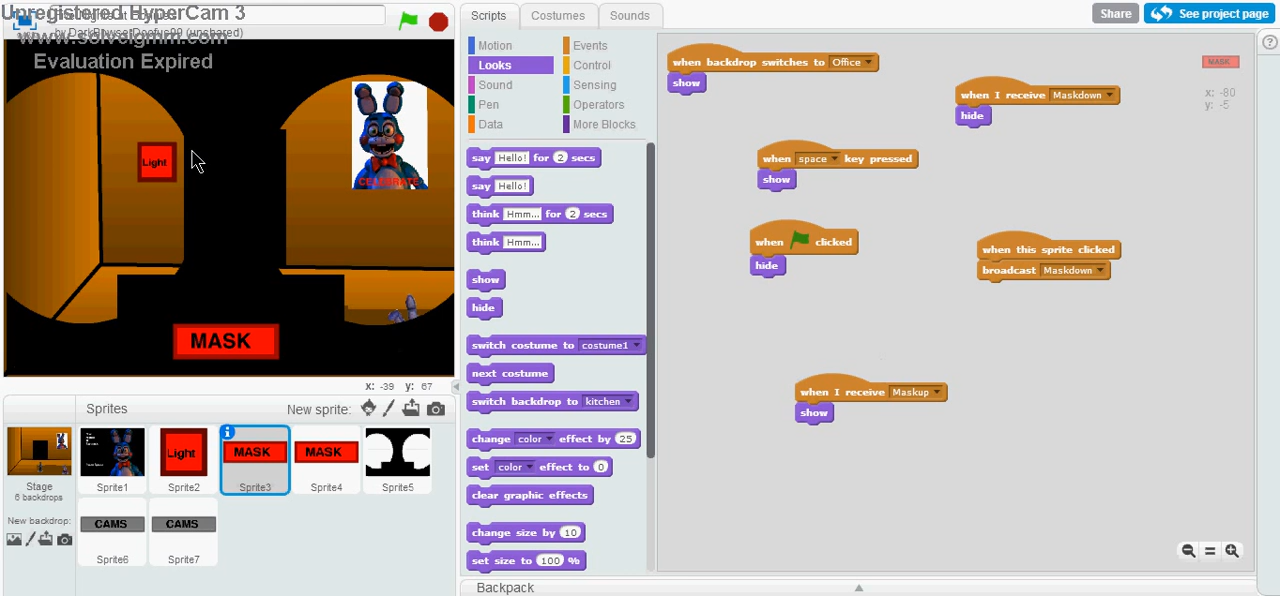 Unregistered HyperCam 3
by DarkBowserDoofus99 (unshared)
www.solveigmm.com
Evaluation Expired
Light
CELEBRATE
MASK
x: -39 y: 67
Sprites
New sprite:
Stage
6 backdrops
New backdrop:
Sprite1
Light
Sprite2
MASK
Sprite3
MASK
Sprite4
Sprite5
CAMS
Sprite6
CAMS
Sprite7
Scripts
Costumes
Sounds
Share
See project page
Motion
Looks
Sound
Pen
Data
Events
Control
Sensing
Operators
More Blocks
say Hello! for 2 secs
say Hello!
think Hmm... for 2 secs
think Hmm...
show
hide
switch costume to costume1
next costume
switch backdrop to kitchen
change color effect by 25
set color effect to 0
clear graphic effects
change size by 10
set size to 100 %
when backdrop switches to Office
show
when I receive Maskdown
hide
MASK
x: -80
y: -5
when space key pressed
show
when clicked
hide
when this sprite clicked
broadcast Maskdown
when I receive Maskup
show
Backpack